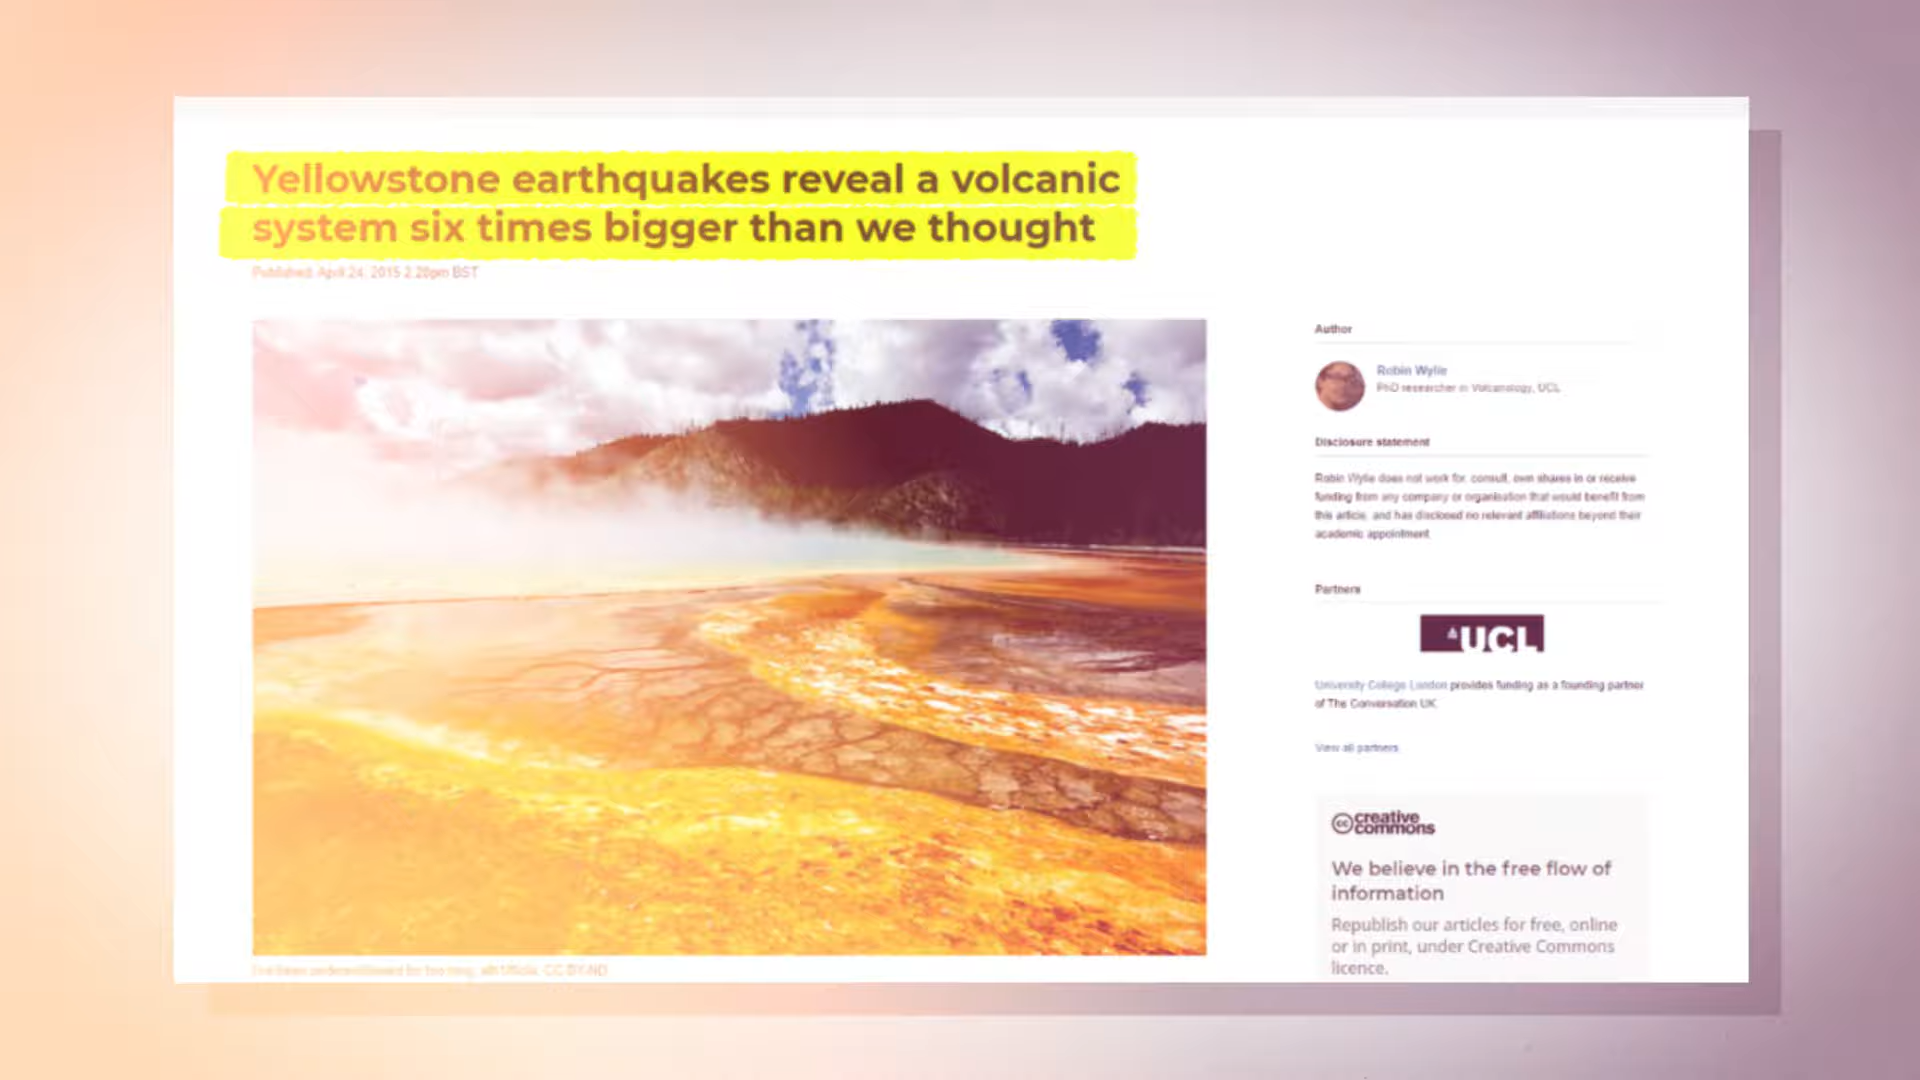 Yellowstone earthquakes reveal a volcanic
system six times bigger than we thought
Published: April 24, 2015 2.20pm BST
Author
Robin Wylie
PhD researcher in Volcanology, UCL
Disclosure statement
Robin Wylie does not work for, consult, own shares in or receive
funding from any company or organisation that would benefit from
this article, and has disclosed no relevant affiliations beyond their
academic appointment
Partners
UCL
University College London provides funding as a founding partner
of The Conversation UK.
View all partners
cc creative
commons
We believe in the free flow of
information
Republish our articles for free, online
or in print, under Creative Commons
licence.
CC BY-ND